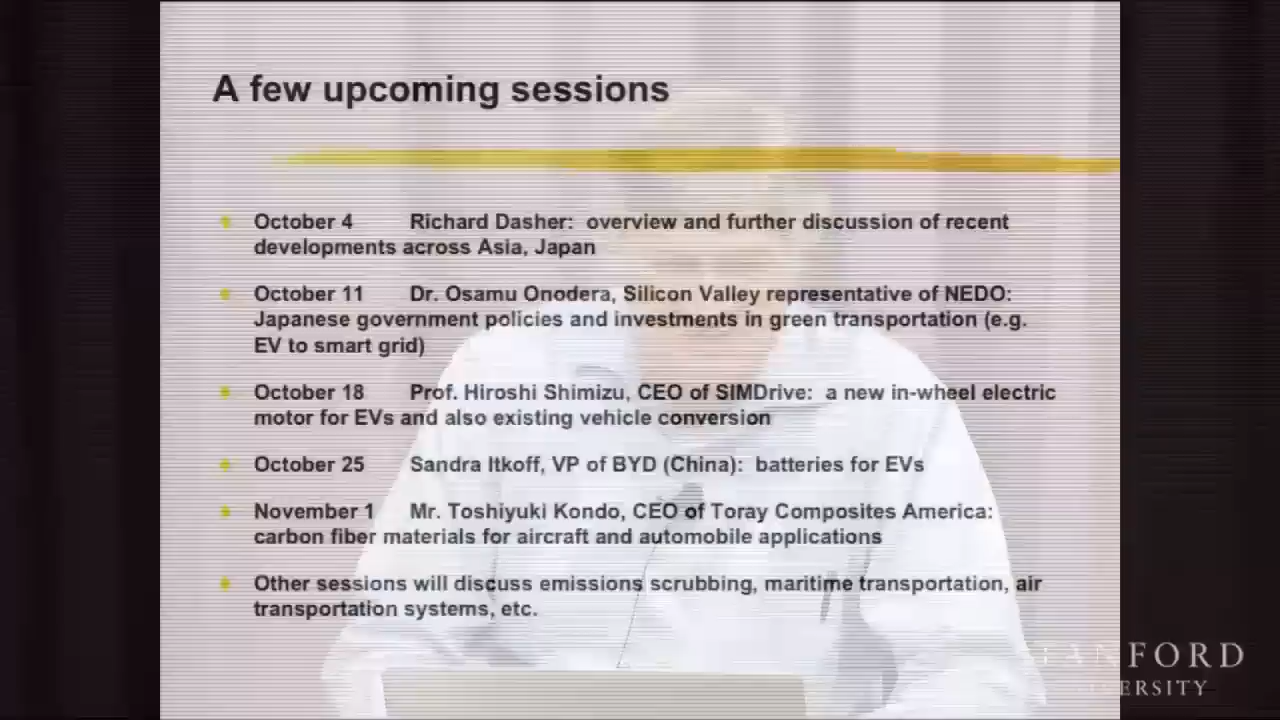 A few upcoming sessions
October 4 Richard Dasher: overview and further discussion of recent
developments across Asia, Japan
October 11 Dr. Osamu Onodera, Silicon Valley representative of NEDO:
Japanese government policies and investments in green transportation (e.g.
EV to smart grid)
October 18 Prof. Hiroshi Shimizu, CEO of SIMDrive: a new in-wheel electric
motor for EVs and also existing vehicle conversion
October 25 Sandra Itkoff, VP of BYD (China): batteries for EVs
November 1 Mr. Toshiyuki Kondo, CEO of Toray Composites America:
carbon fiber materials for aircraft and automobile applications
Other sessions will discuss emissions scrubbing, maritime transportation, air
transportation systems, etc.
STANFORD
UNIVERSITY